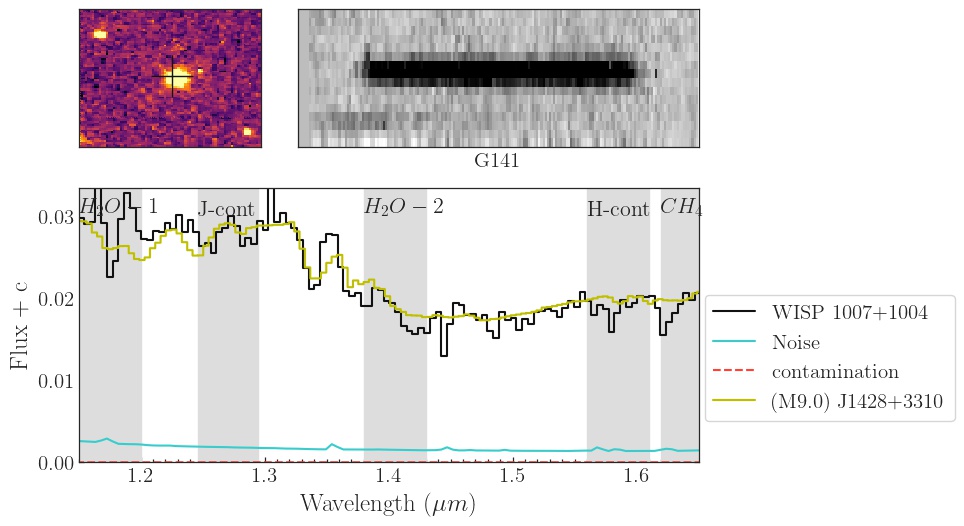 G141
H₂O − 1
J-cont
H₂O − 2
H-cont
CH₄
0.03
0.02
0.01
0.00
Flux + c
1.2
1.3
1.4
1.5
1.6
Wavelength (μm)
WISP 1007+1004
Noise
contamination
(M9.0) J1428+3310